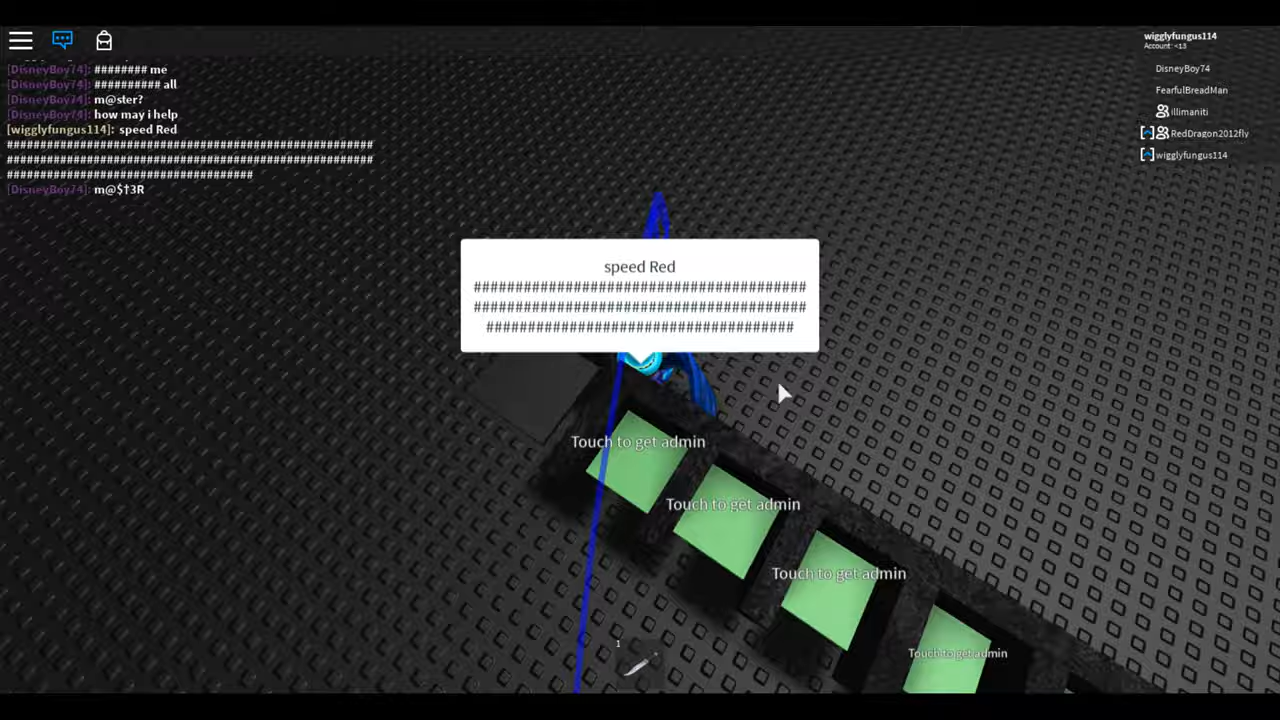 [DisneyBoy74]: ######## me
[DisneyBoy74]: ########## all
[DisneyBoy74]: m@ster?
[DisneyBoy74]: how may i help
[wigglyfungus114]: speed Red
[DisneyBoy74]: m@$†3R
wigglyfungus114
Account: <13
DisneyBoy74
FearfulBreadMan
illimaniti
RedDragon2012fly
wigglyfungus114
speed Red
Touch to get admin
Touch to get admin
Touch to get admin
Touch to get admin
1